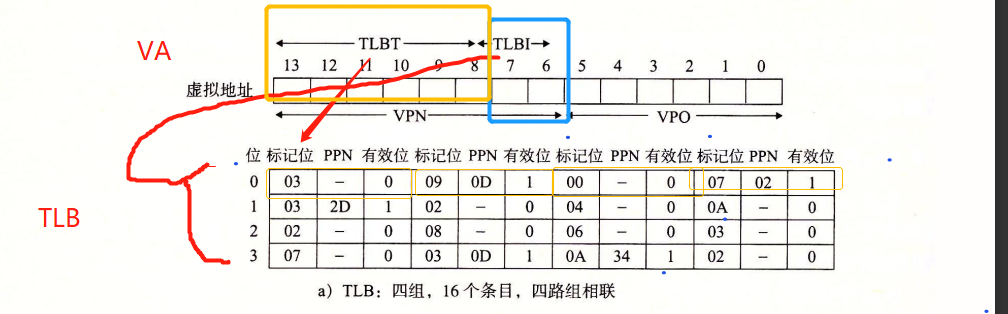 VA
TLBT TLBI
13 12 11 10 9 8 7 6 5 4 3 2 1 0
虚拟地址
VPN VPO
位 标记位 PPN 有效位 标记位 PPN 有效位 标记位 PPN 有效位 标记位 PPN 有效位
0 03 – 0 09 0D 1 00 – 0 07 02 1
TLB
1 03 2D 1 02 – 0 04 – 0 0A – 0
2 02 – 0 08 – 0 06 – 0 03 – 0
3 07 – 0 03 0D 1 0A 34 1 02 – 0
a）TLB：四组，16个条目，四路组相联